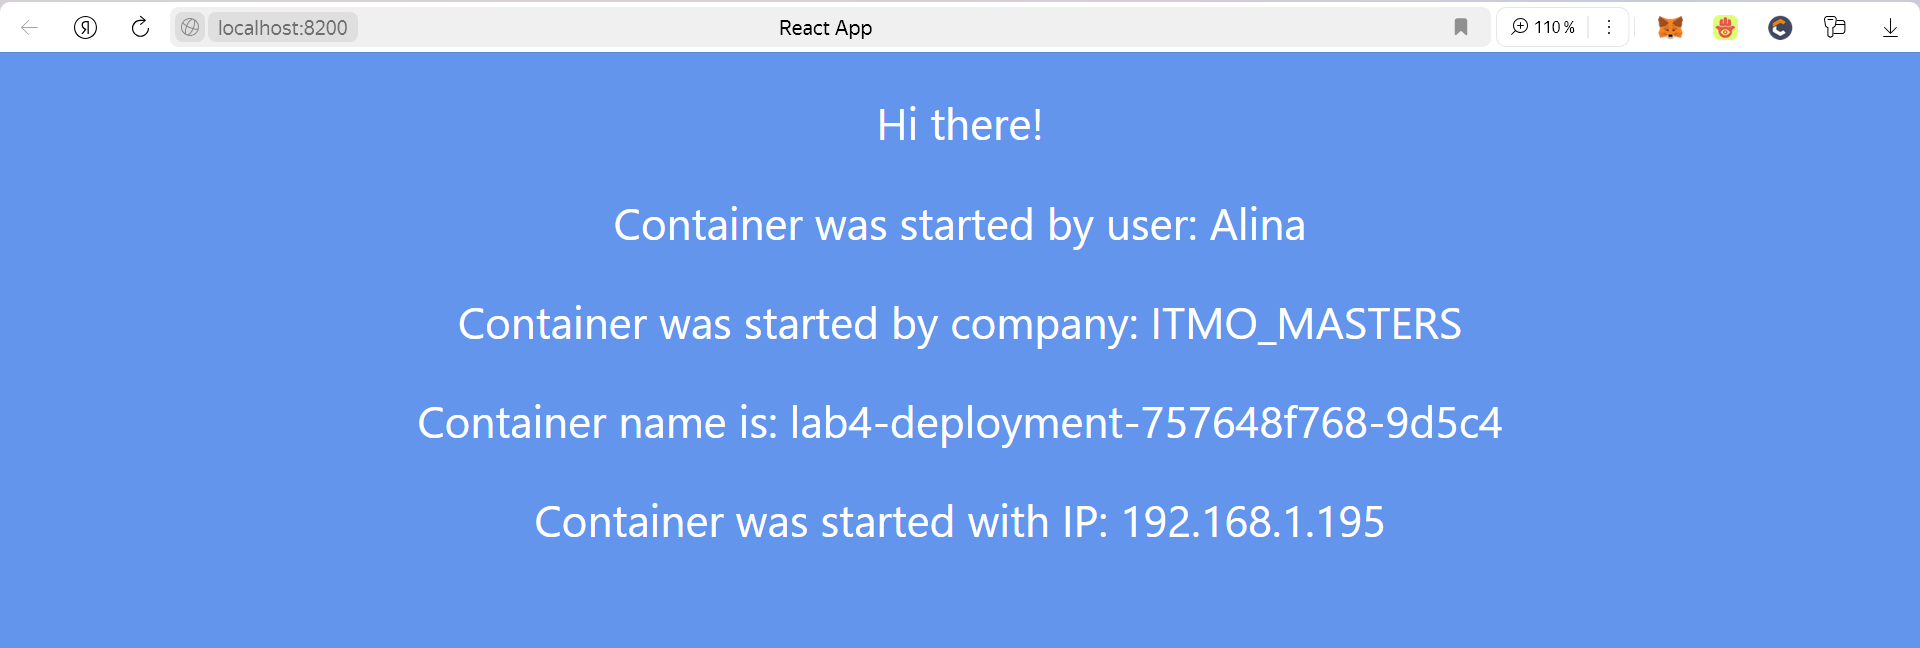 localhost:8200 React App 110 %
Hi there!
Container was started by user: Alina
Container was started by company: ITMO_MASTERS
Container name is: lab4-deployment-757648f768-9d5c4
Container was started with IP: 192.168.1.195